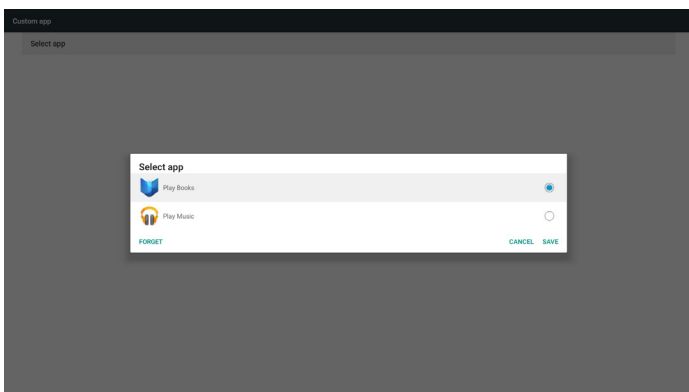 Custom app
Select app
Select app
Play Books
Play Music
FORGET CANCEL SAVE